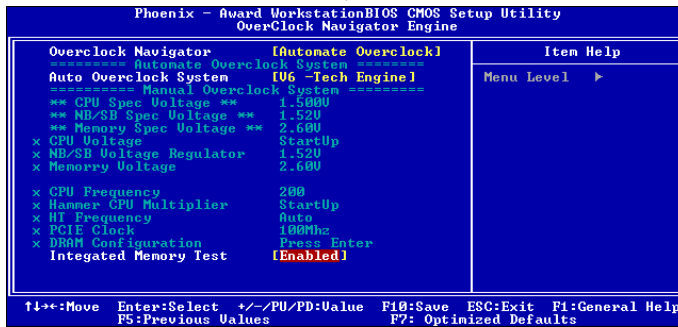 Phoenix - Award WorkstationBIOS CMOS Setup Utility
OverClock Navigator Engine
Overclock Navigator [Automate Overclock]
Item Help
========= Automate Overclock System ========
Auto Overclock System [V6 -Tech Engine]
Menu Level ▶
========== Manual Overclock System =========
** CPU Spec Voltage ** 1.500V
** NB/SB Spec Voltage ** 1.52V
** Memory Spec Voltage ** 2.60V
x CPU Voltage StartUp
x NB/SB Voltage Regulator 1.52V
x Memorry Voltage 2.60V
x CPU Frequency 200
x Hammer CPU Multiplier StartUp
x HT Frequency Auto
x PCIE Clock 100Mhz
x DRAM Configuration Press Enter
Integated Memory Test [Enabled]
↑↓→←:Move Enter:Select +/-/PU/PD:Value F10:Save ESC:Exit F1:General Help
F5:Previous Values F7: Optimized Defaults